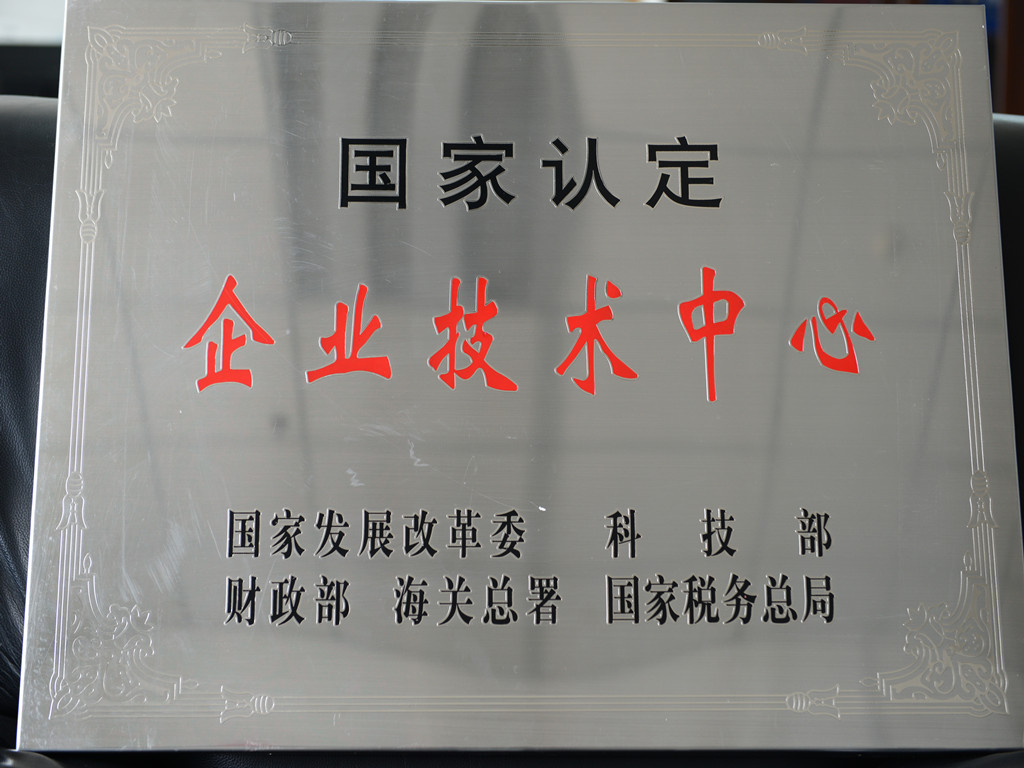 国家认定
企业技术中心
国家发展改革委 科技部
财政部 海关总署 国家税务总局